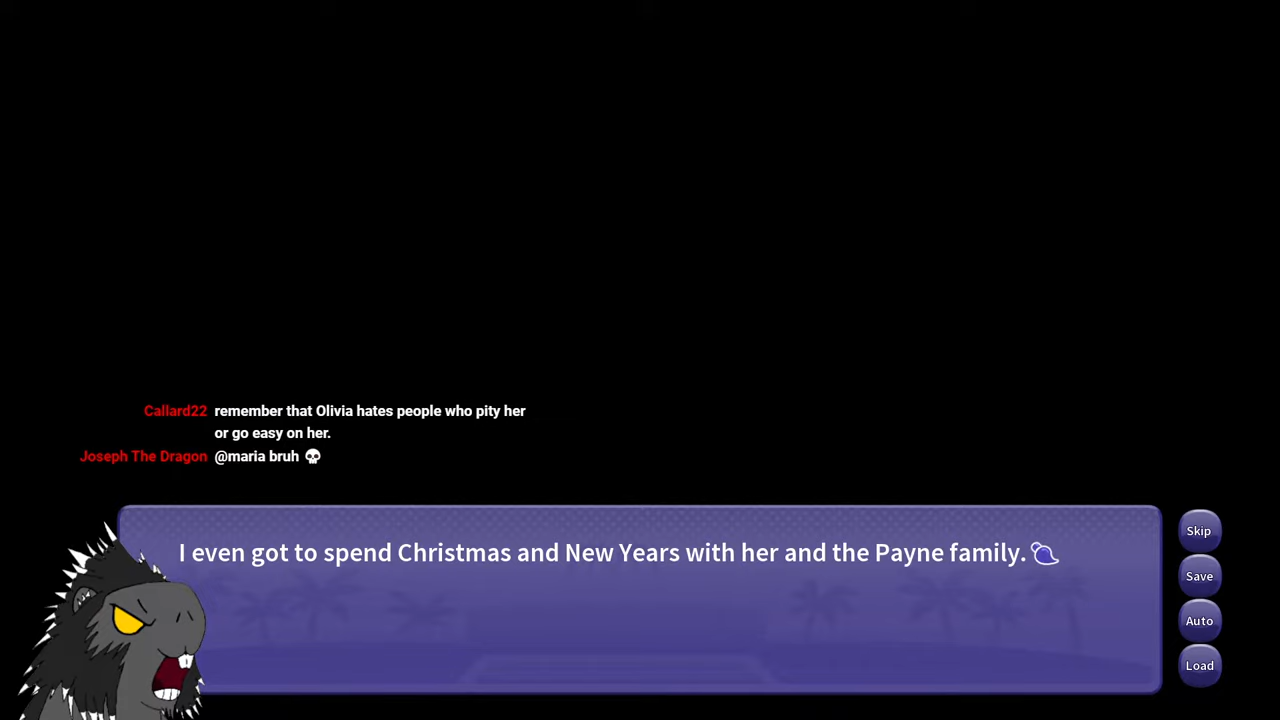 Callard22 remember that Olivia hates people who pity her
or go easy on her.
Joseph The Dragon @maria bruh 💀
I even got to spend Christmas and New Years with her and the Payne family.
Skip
Save
Auto
Load